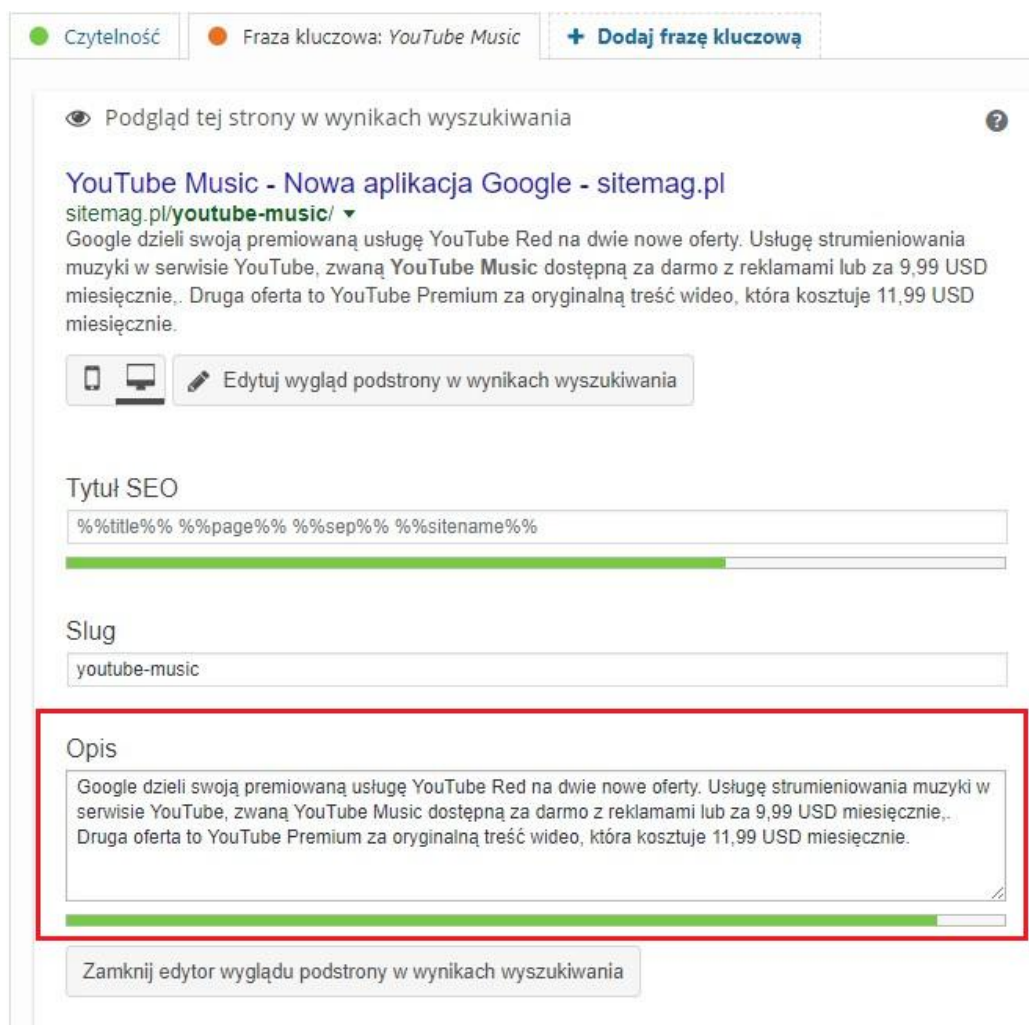 Czytelność
Fraza kluczowa: YouTube Music
+ Dodaj frazę kluczową
Podgląd tej strony w wynikach wyszukiwania
?
YouTube Music - Nowa aplikacja Google - sitemag.pl
sitemag.pl/youtube-music/
Google dzieli swoją premiowaną usługę YouTube Red na dwie nowe oferty. Usługę strumieniowania
muzyki w serwisie YouTube, zwaną YouTube Music dostępną za darmo z reklamami lub za 9,99 USD
miesięcznie,. Druga oferta to YouTube Premium za oryginalną treść wideo, która kosztuje 11,99 USD
miesięcznie.
Edytuj wygląd podstrony w wynikach wyszukiwania
Tytuł SEO
%%title%% %%page%% %%sep%% %%sitename%%
Slug
youtube-music
Opis
Google dzieli swoją premiowaną usługę YouTube Red na dwie nowe oferty. Usługę strumieniowania muzyki w
serwisie YouTube, zwaną YouTube Music dostępną za darmo z reklamami lub za 9,99 USD miesięcznie,.
Druga oferta to YouTube Premium za oryginalną treść wideo, która kosztuje 11,99 USD miesięcznie.
Zamknij edytor wyglądu podstrony w wynikach wyszukiwania